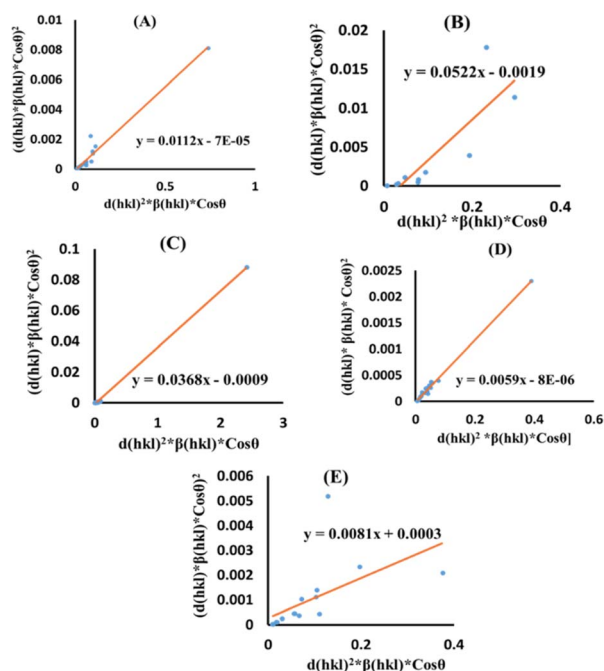 (A)
(d(hkl)*β(hkl)*Cosθ)²
0.01
0.008
0.006
0.004
0.002
0
y = 0.0112x - 7E-05
0
0.5
1
d(hkl)²*β(hkl)*Cosθ
(B)
(d(hkl)*β(hkl)*Cosθ)²
0.02
0.015
0.01
0.005
0
y = 0.0522x - 0.0019
0
0.2
0.4
d(hkl)² *β(hkl)*Cosθ
(C)
(d(hkl)*β(hkl)*Cosθ)²
0.1
0.08
0.06
0.04
0.02
0
y = 0.0368x - 0.0009
0
1
2
3
d(hkl)²*β(hkl)*Cosθ
(D)
(d(hkl)* β(hkl)* Cosθ)²
0.0025
0.002
0.0015
0.001
0.0005
0
y = 0.0059x - 8E-06
0
0.2
0.4
0.6
d(hkl)² *β(hkl)*Cosθ]
(E)
(d(hkl)*β(hkl)*Cosθ)²
0.006
0.005
0.004
0.003
0.002
0.001
0
y = 0.0081x + 0.0003
0
0.2
0.4
d(hkl)²*β(hkl)*Cosθ